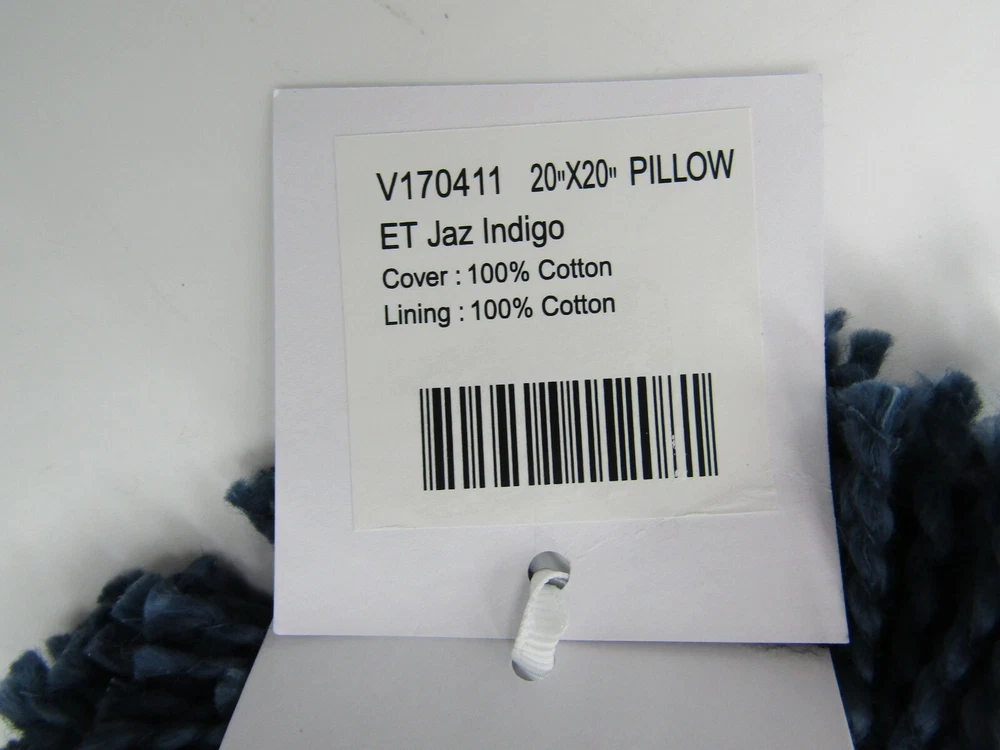 V170411 20"X20" PILLOW
ET Jaz Indigo
Cover : 100% Cotton
Lining : 100% Cotton